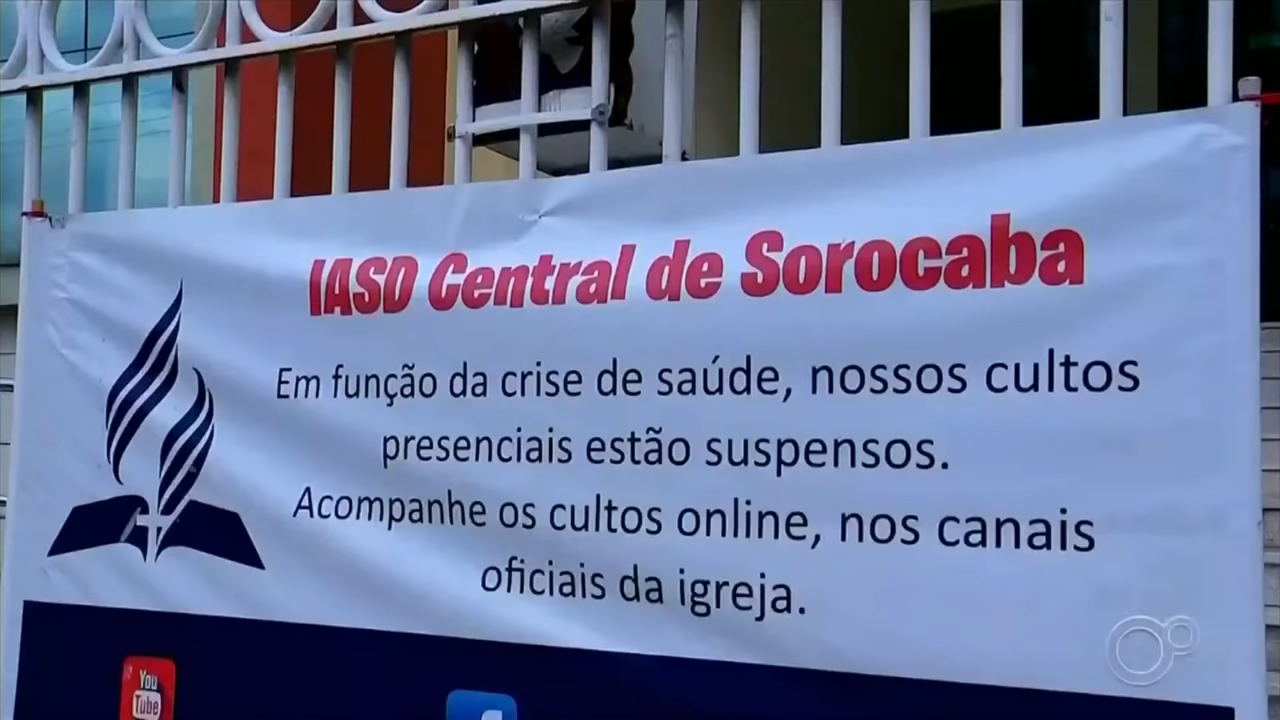 IASD Central de Sorocaba
Em função da crise de saúde, nossos cultos
presenciais estão suspensos.
Acompanhe os cultos online, nos canais
oficiais da igreja.
You
Tube